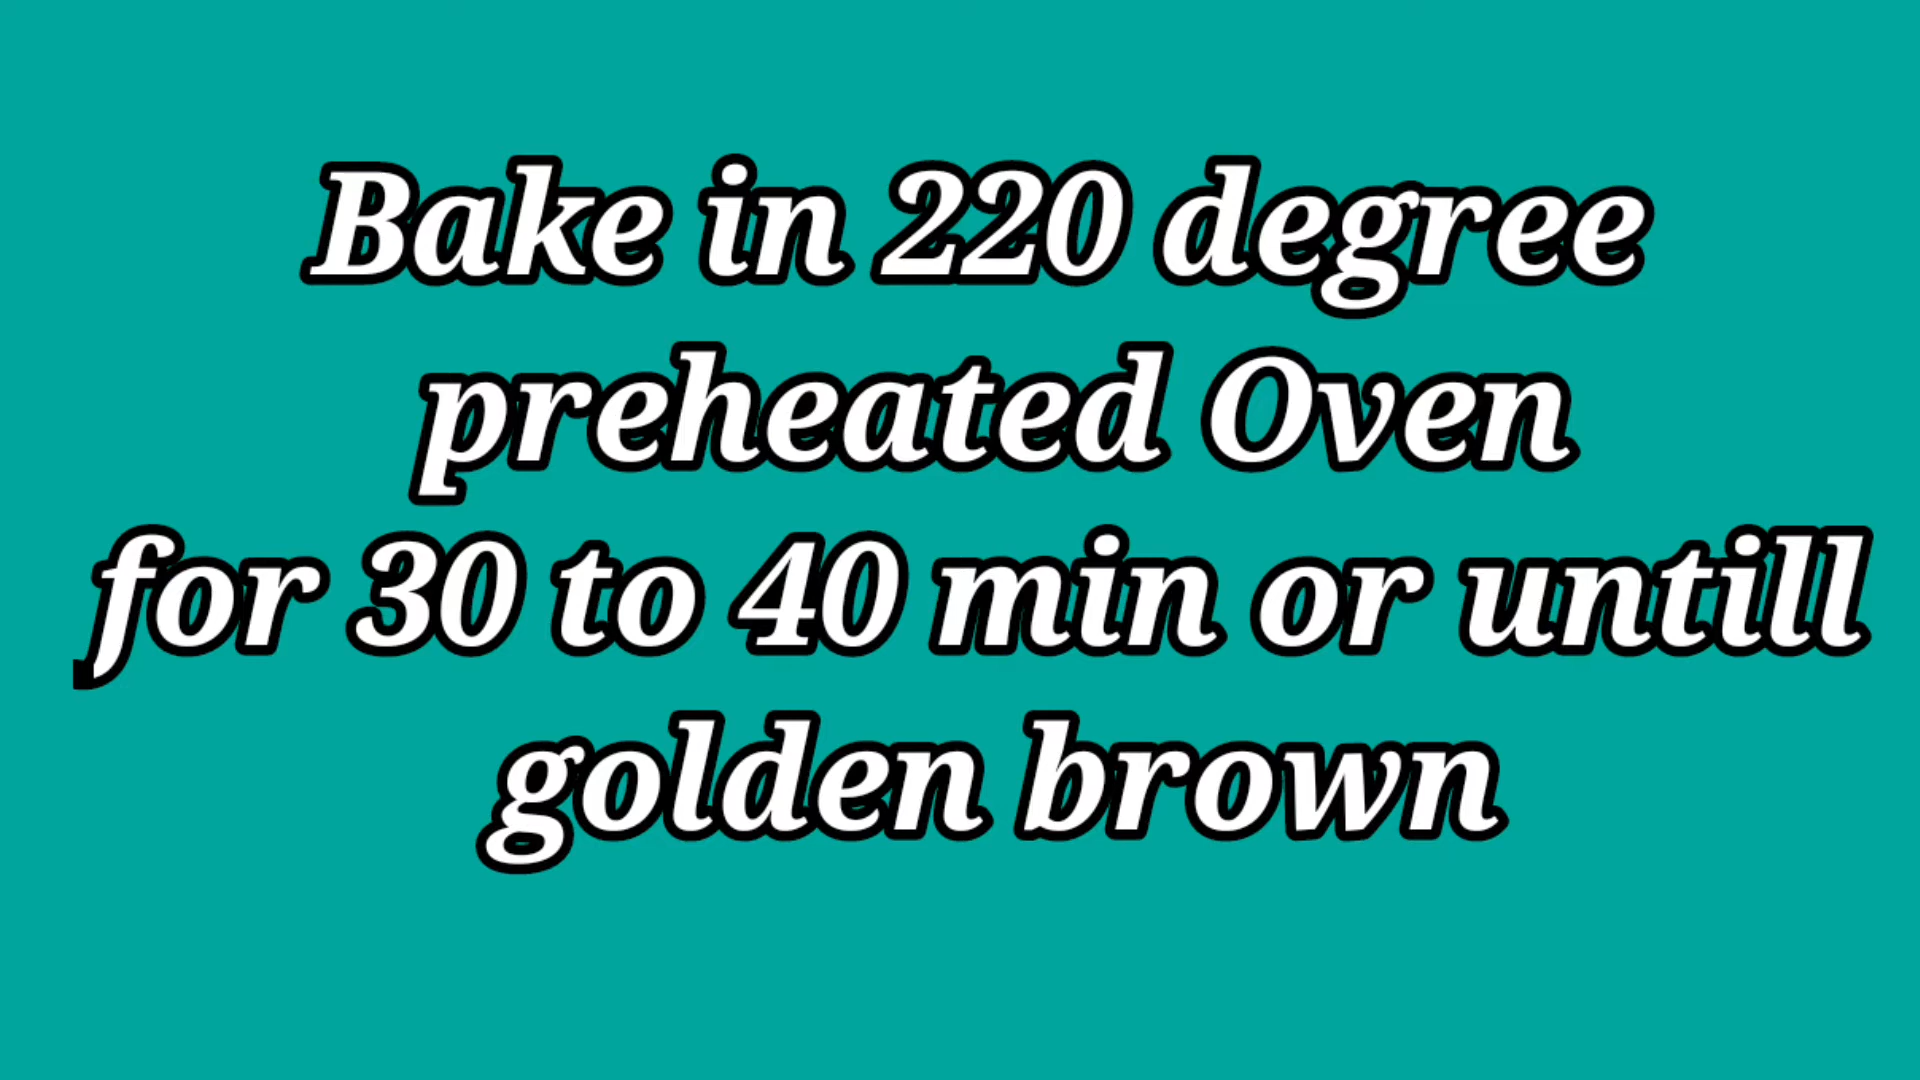 Bake in 220 degree
preheated Oven
for 30 to 40 min or untill
golden brown